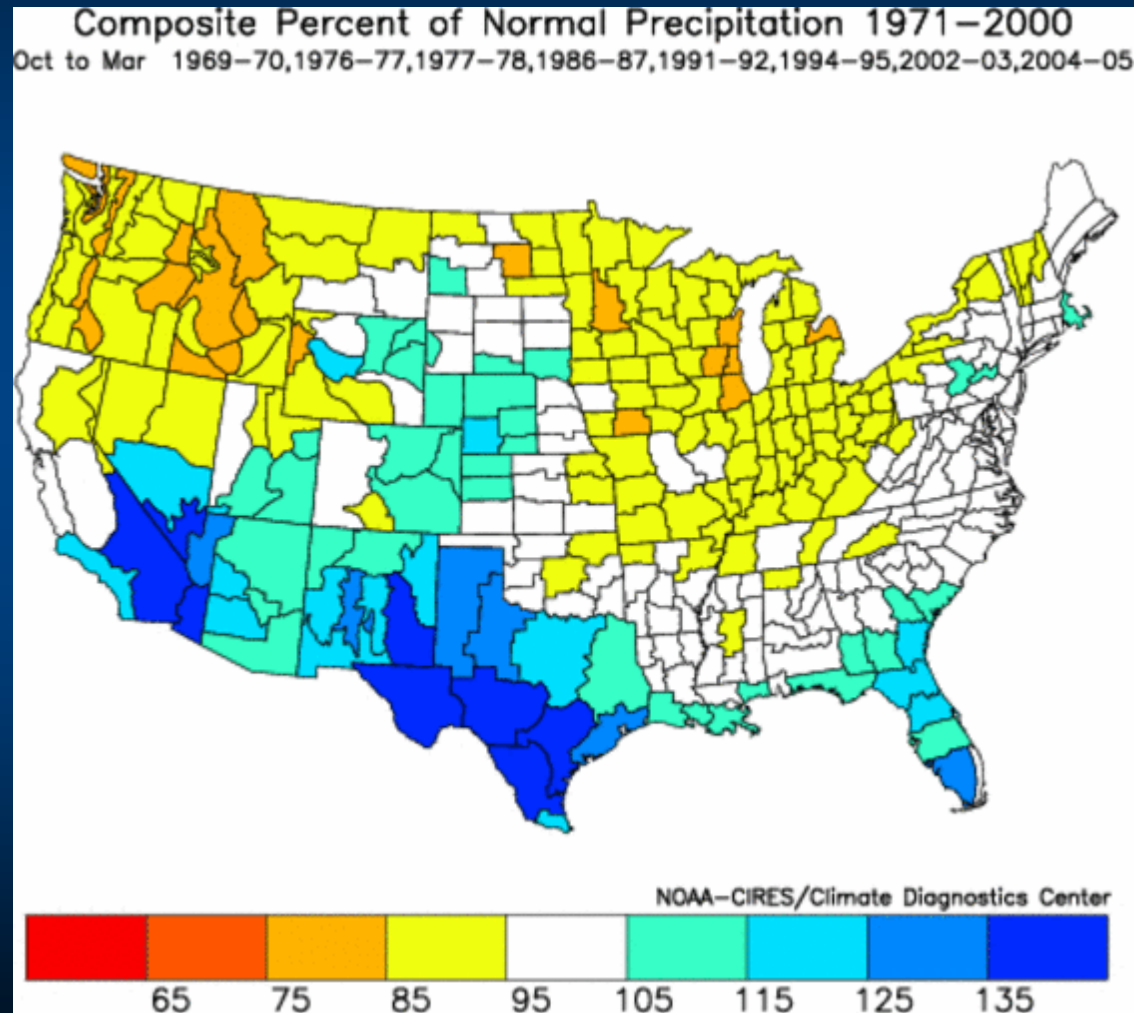 Composite Percent of Normal Precipitation 1971-2000
Oct to Mar 1969-70,1976-77,1977-78,1986-87,1991-92,1994-95,2002-03,2004-05
NOAA-CIRES/Climate Diagnostics Center
65 75 85 95 105 115 125 135